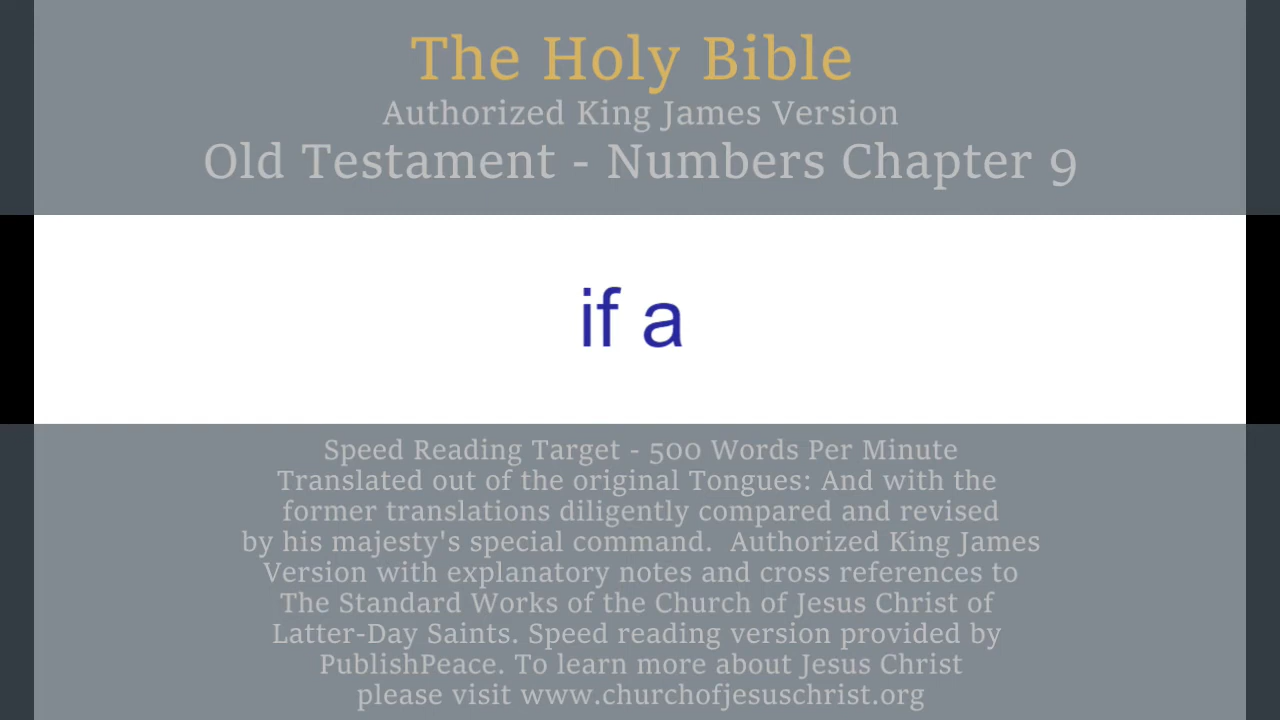 The Holy Bible
Authorized King James Version
Old Testament - Numbers Chapter 9
if a
Speed Reading Target - 500 Words Per Minute
Translated out of the original Tongues: And with the
former translations diligently compared and revised
by his majesty's special command.  Authorized King James
Version with explanatory notes and cross references to
The Standard Works of the Church of Jesus Christ of
Latter-Day Saints. Speed reading version provided by
PublishPeace. To learn more about Jesus Christ
please visit www.churchofjesuschrist.org